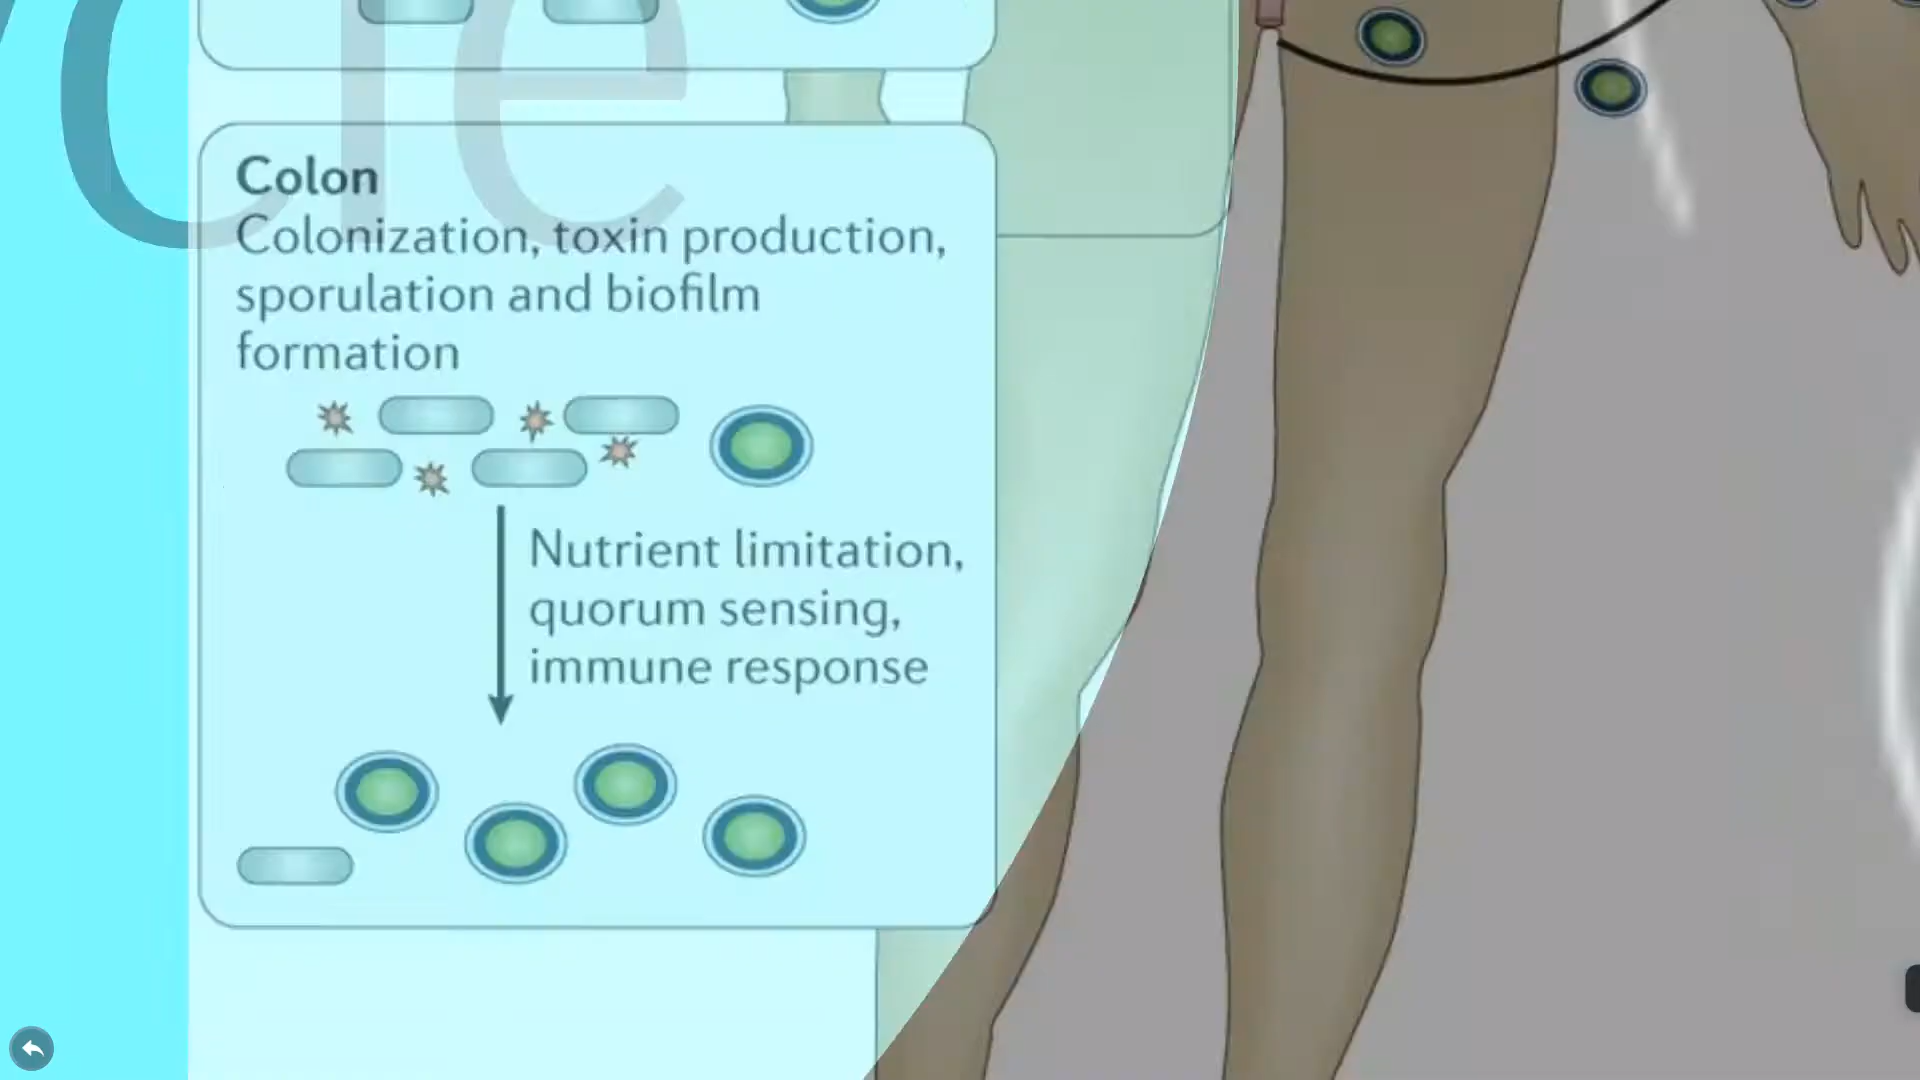 Colon
Colonization, toxin production,
sporulation and biofilm
formation
Nutrient limitation,
quorum sensing,
immune response